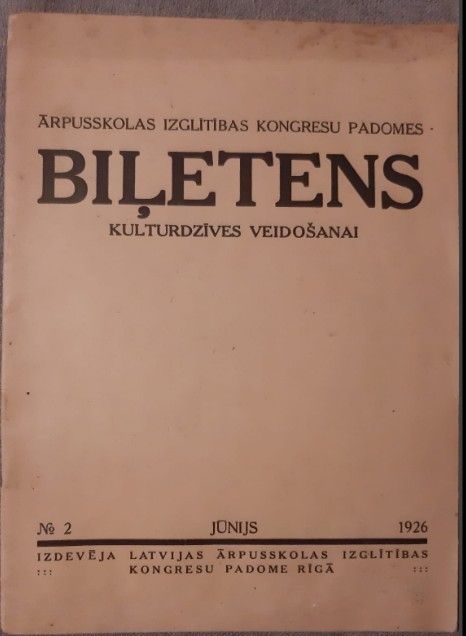 ĀRPUSSKOLAS IZGLĪTĪBAS KONGRESU PADOMES
BIĻETENS
KULTURDZĪVES VEIDOŠANAI
№ 2 JŪNIJS 1926
IZDEVĒJA LATVIJAS ĀRPUSSKOLAS IZGLĪTĪBAS
::: KONGRESU PADOME RĪGĀ :::